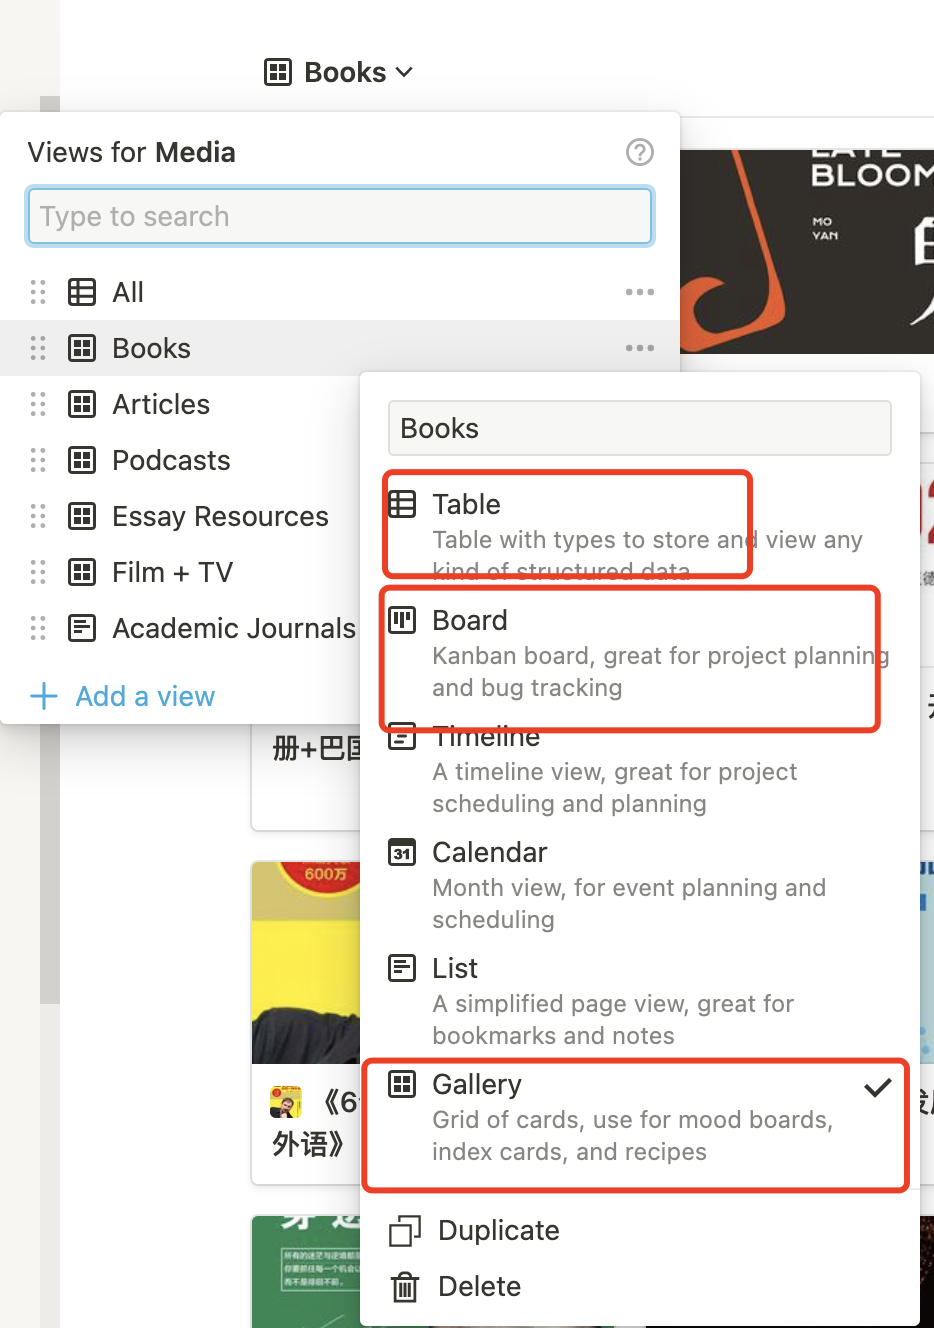 Books
Views for Media
Type to search
All
Books
Articles
Podcasts
Essay Resources
Film + TV
Academic Journals
Add a view
Books
Table
Table with types to store and view any
kind of structured data
Board
Kanban board, great for project planning
and bug tracking
Timeline
A timeline view, great for project
scheduling and planning
31
Calendar
Month view, for event planning and
scheduling
List
A simplified page view, great for
bookmarks and notes
Gallery
Grid of cards, use for mood boards,
index cards, and recipes
Duplicate
Delete
LATE
BLOOM
MO
YAN
册+巴
600万
《6
外语》